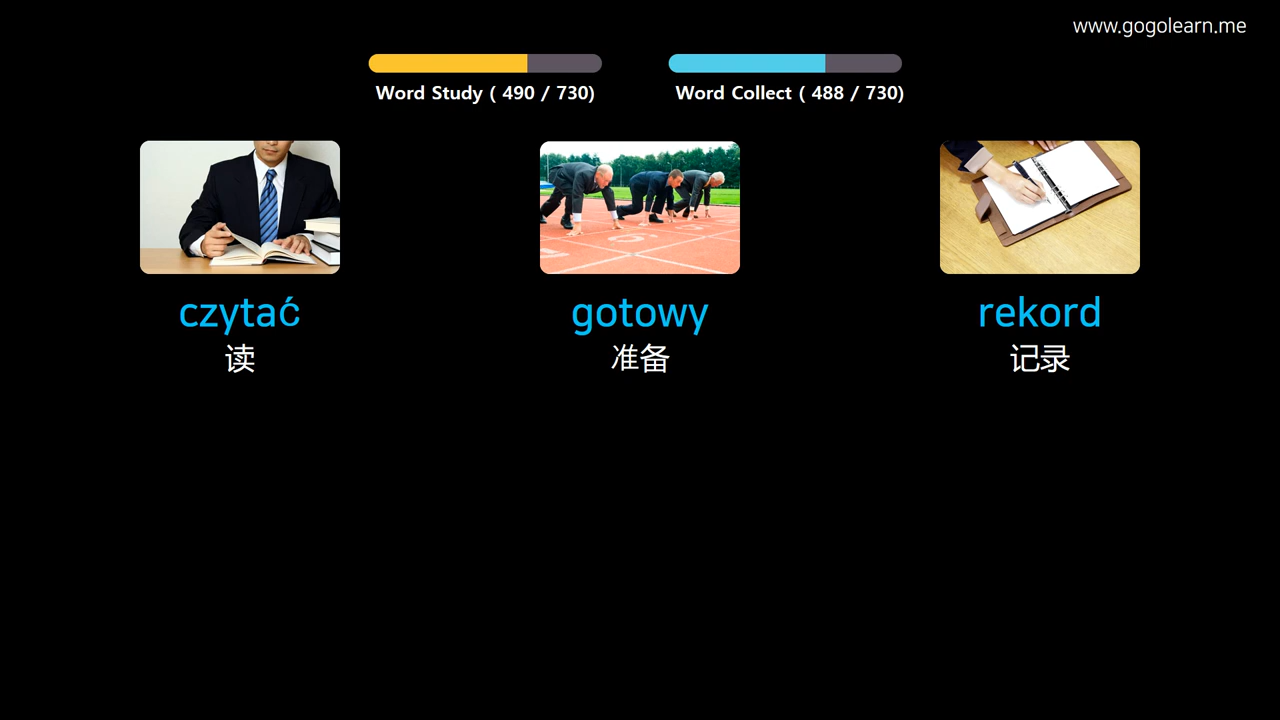 www.gogolearn.me
Word Study ( 490 / 730)
Word Collect ( 488 / 730)
czytać
gotowy
rekord
读
准备
记录